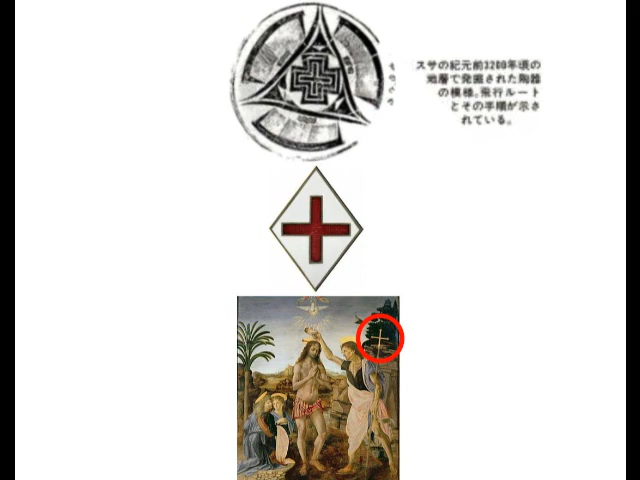 スサの紀元前3200年頃の
地層で発掘された陶器
の模様。飛行ルート
とその手順が示さ
れている。